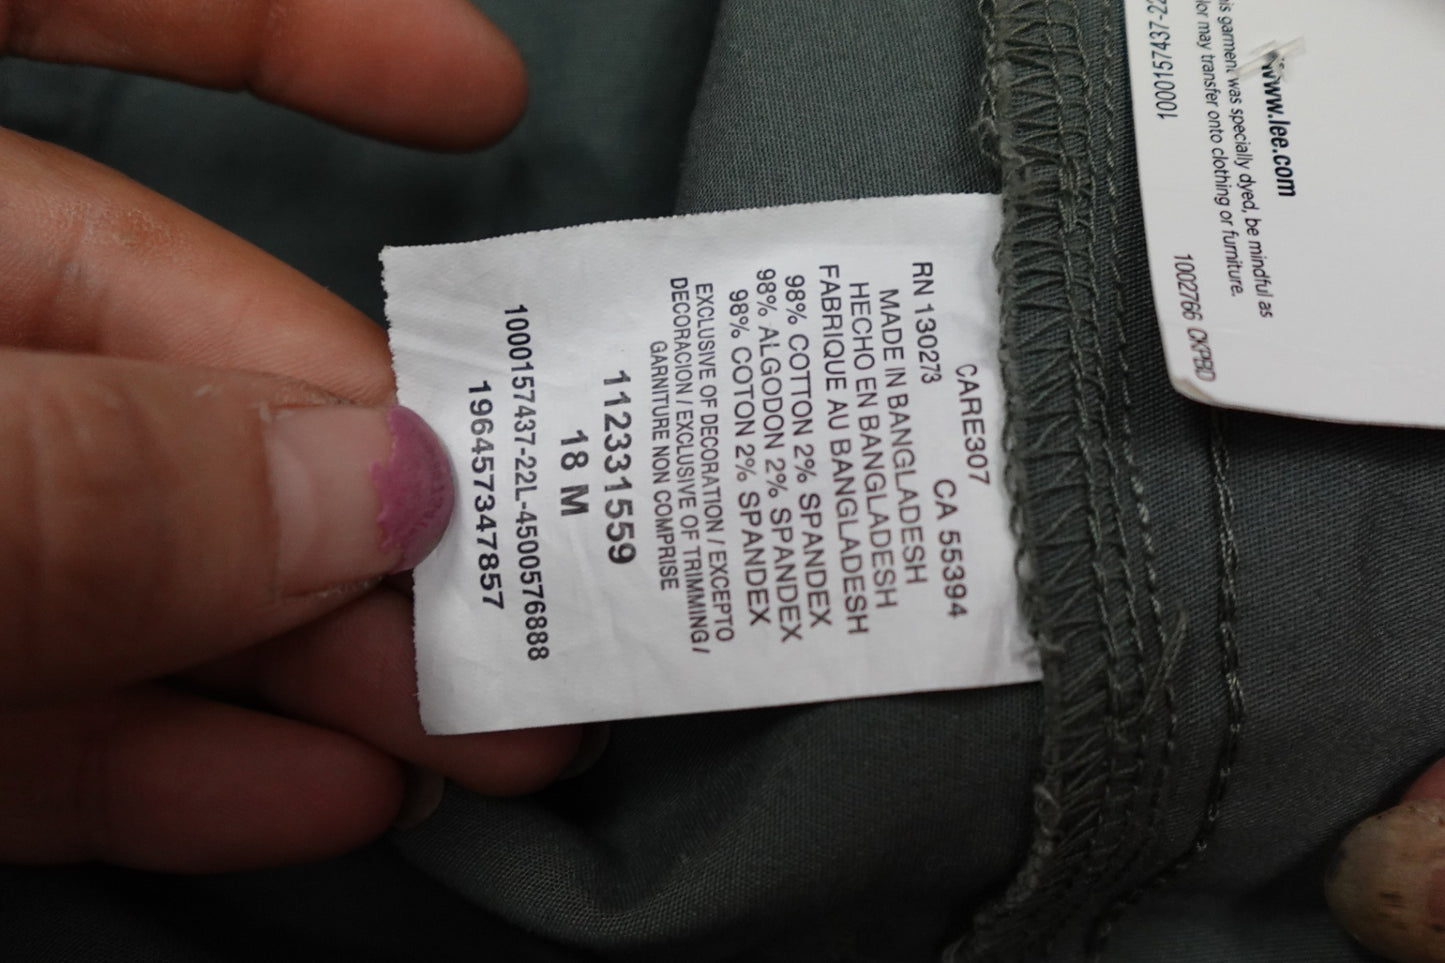 CARE307
RN 130273 CA 55394
MADE IN BANGLADESH
HECHO EN BANGLADESH
FABRIQUE AU BANGLADESH
98% COTTON 2% SPANDEX
98% ALGODON 2% SPANDEX
98% COTON 2% SPANDEX
EXCLUSIVE OF DECORATION / EXCEPTO
DECORACION / EXCLUSIVE OF TRIMMING /
GARNITURE NON COMPRISE
112331559
18 M
1000157437-22L-4500576888
196457347857
www.lee.com
garment was specially dyed, be mindful as
may transfer onto clothing or furniture.
1000157437-22
1002766 CKPBD